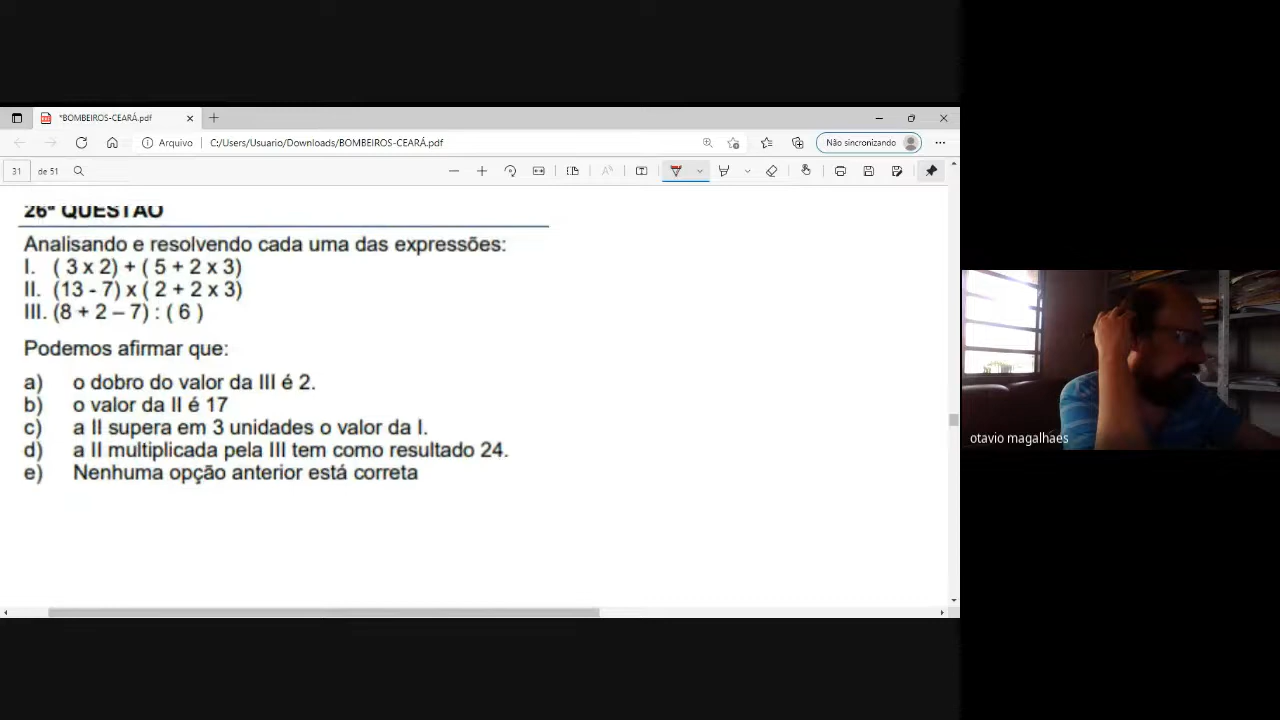 *BOMBEIROS-CEARÁ.pdf
Arquivo
C:/Users/Usuario/Downloads/BOMBEIROS-CEARÁ.pdf
Não sincronizando
31 de 51
26ª QUESTÃO
Analisando e resolvendo cada uma das expressões:
I. ( 3 x 2) + ( 5 + 2 x 3)
II. (13 - 7) x ( 2 + 2 x 3)
III. (8 + 2 – 7) : ( 6 )
Podemos afirmar que:
a) o dobro do valor da III é 2.
b) o valor da II é 17
c) a II supera em 3 unidades o valor da I.
d) a II multiplicada pela III tem como resultado 24.
e) Nenhuma opção anterior está correta
otavio magalhaes